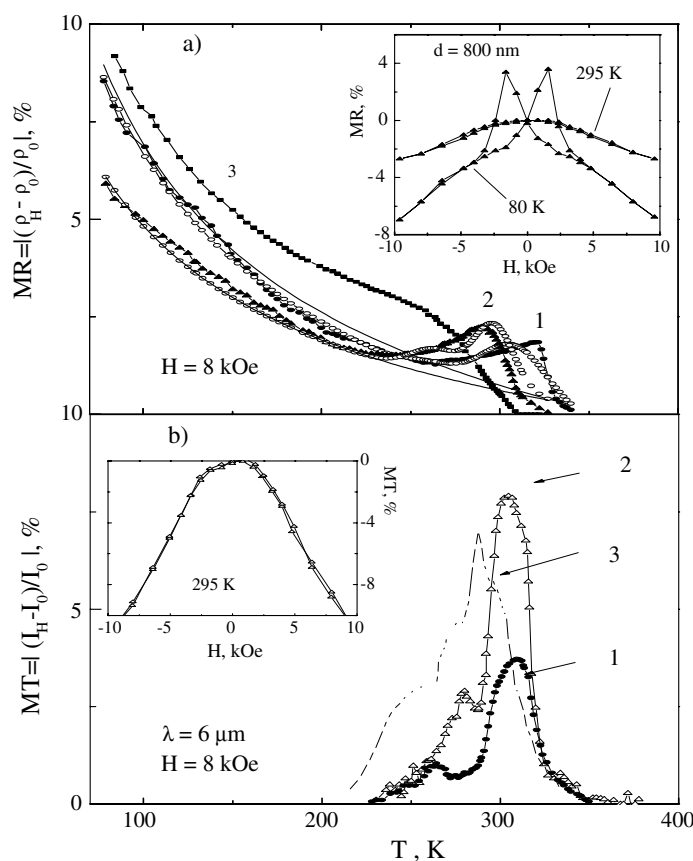 10
a)
d = 800 nm
MR, %
4
0
-4
-8
295 K
80 K
-10
-5
0
5
10
H, kOe
MR=|(ρH - ρ0)/ρ0|, %
5
3
2
1
H = 8 kOe
10
b)
0
-4
-8
MT, %
295 K
-10
-5
0
5
10
H, kOe
MT=| (IH-I0)/I0 |, %
5
2
3
1
λ = 6 μm
H = 8 kOe
0
100
200
300
400
T , K